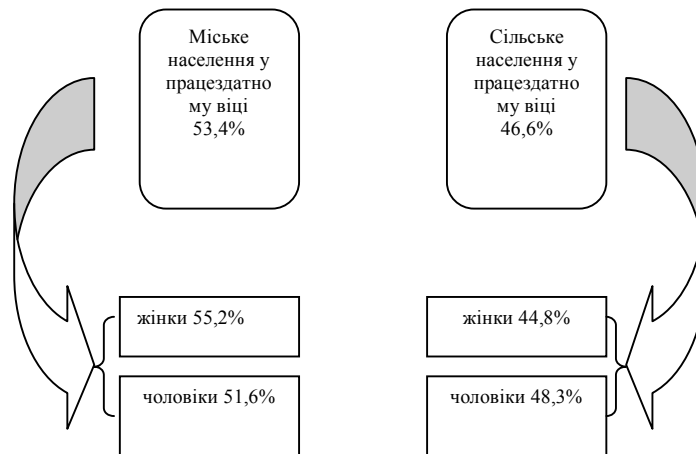 Міське
населення у
працездатно
му віці
53,4%
Сільське
населення у
працездатно
му віці
46,6%
жінки 55,2%
жінки 44,8%
чоловіки 51,6%
чоловіки 48,3%